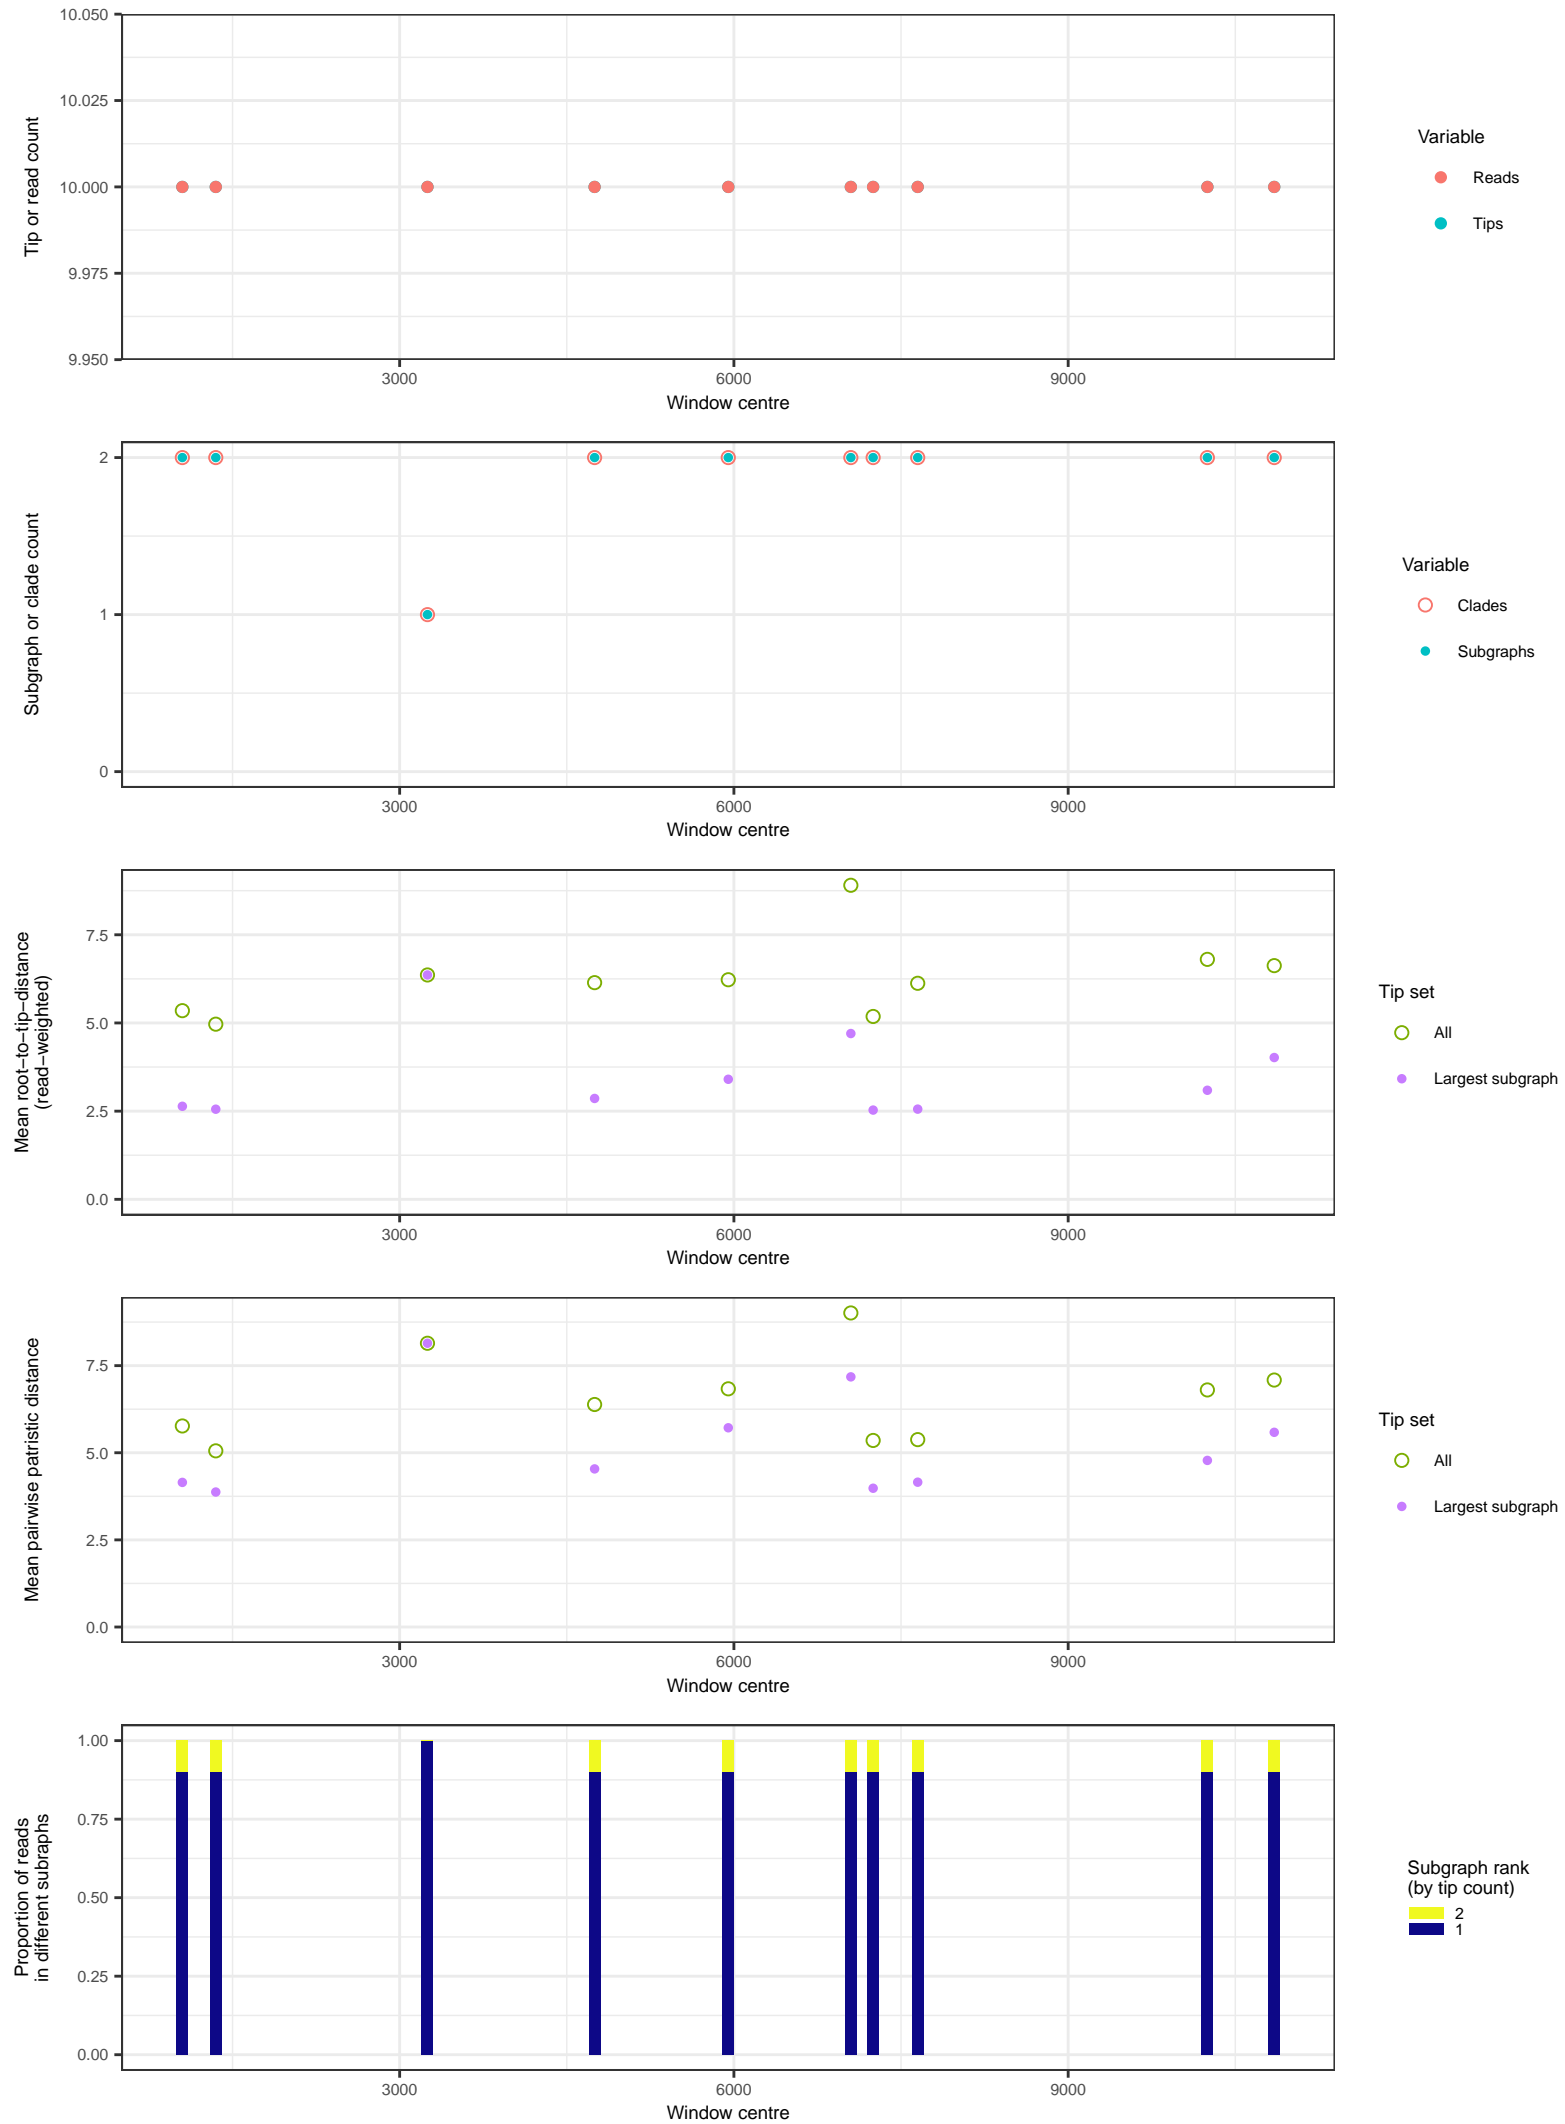 10.050
10.025
10.000
9.975
9.950
Tip or read count
3000 6000 9000
Window centre
Variable
Reads
Tips
2
1
0
Subgraph or clade count
3000 6000 9000
Window centre
Variable
Clades
Subgraphs
7.5
5.0
2.5
0.0
Mean root−to−tip−distance
(read−weighted)
3000 6000 9000
Window centre
Tip set
All
Largest subgraph
7.5
5.0
2.5
0.0
Mean pairwise patristic distance
3000 6000 9000
Window centre
Tip set
All
Largest subgraph
1.00
0.75
0.50
0.25
0.00
Proportion of reads
in different subraphs
3000 6000 9000
Window centre
Subgraph rank
(by tip count)
2
1